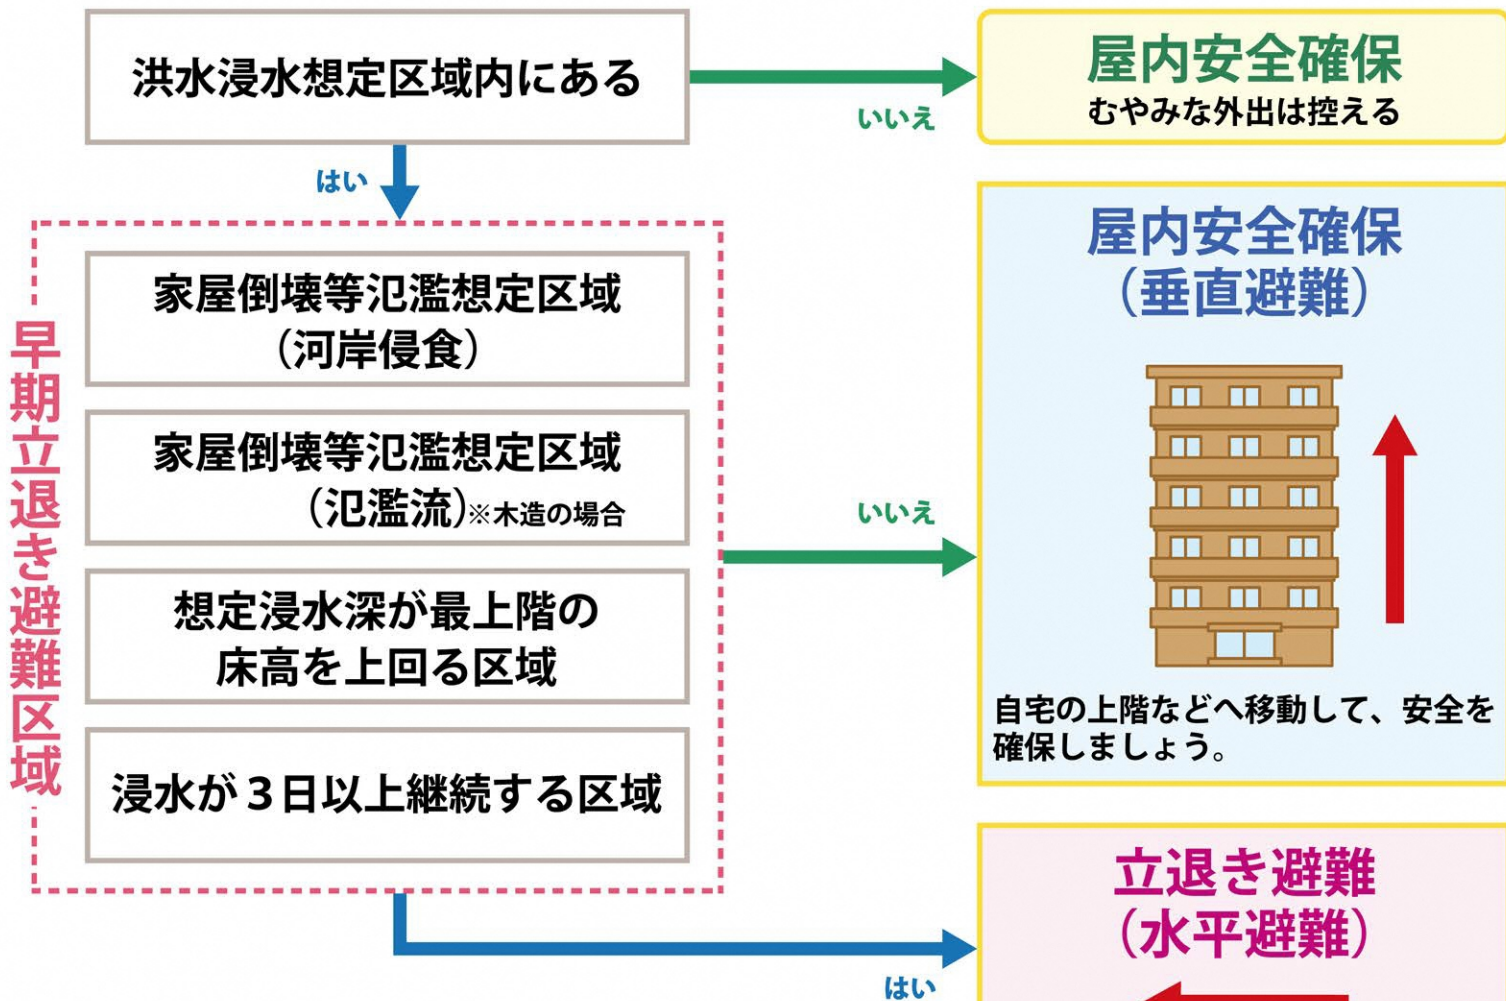 洪水浸水想定区域内にある
いいえ
屋内安全確保
むやみな外出は控える
はい
早期立退き避難区域
家屋倒壊等氾濫想定区域
（河岸侵食）
家屋倒壊等氾濫想定区域
（氾濫流）※木造の場合
想定浸水深が最上階の
床高を上回る区域
浸水が３日以上継続する区域
いいえ
屋内安全確保
（垂直避難）
自宅の上階などへ移動して、安全を
確保しましょう。
はい
立退き避難
（水平避難）